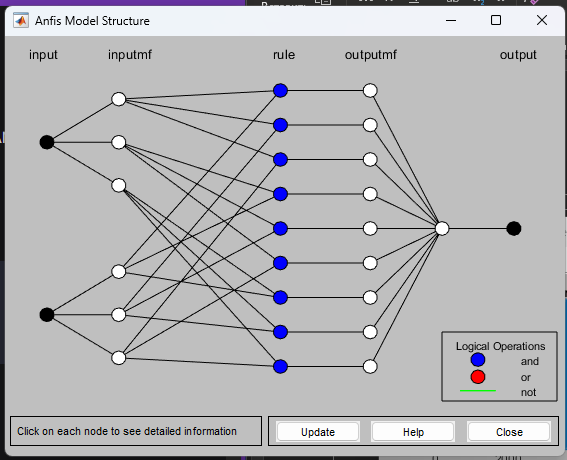 Anfis Model Structure
input inputmf rule outputmf output
Logical Operations
and
or
not
Click on each node to see detailed information
Update Help Close